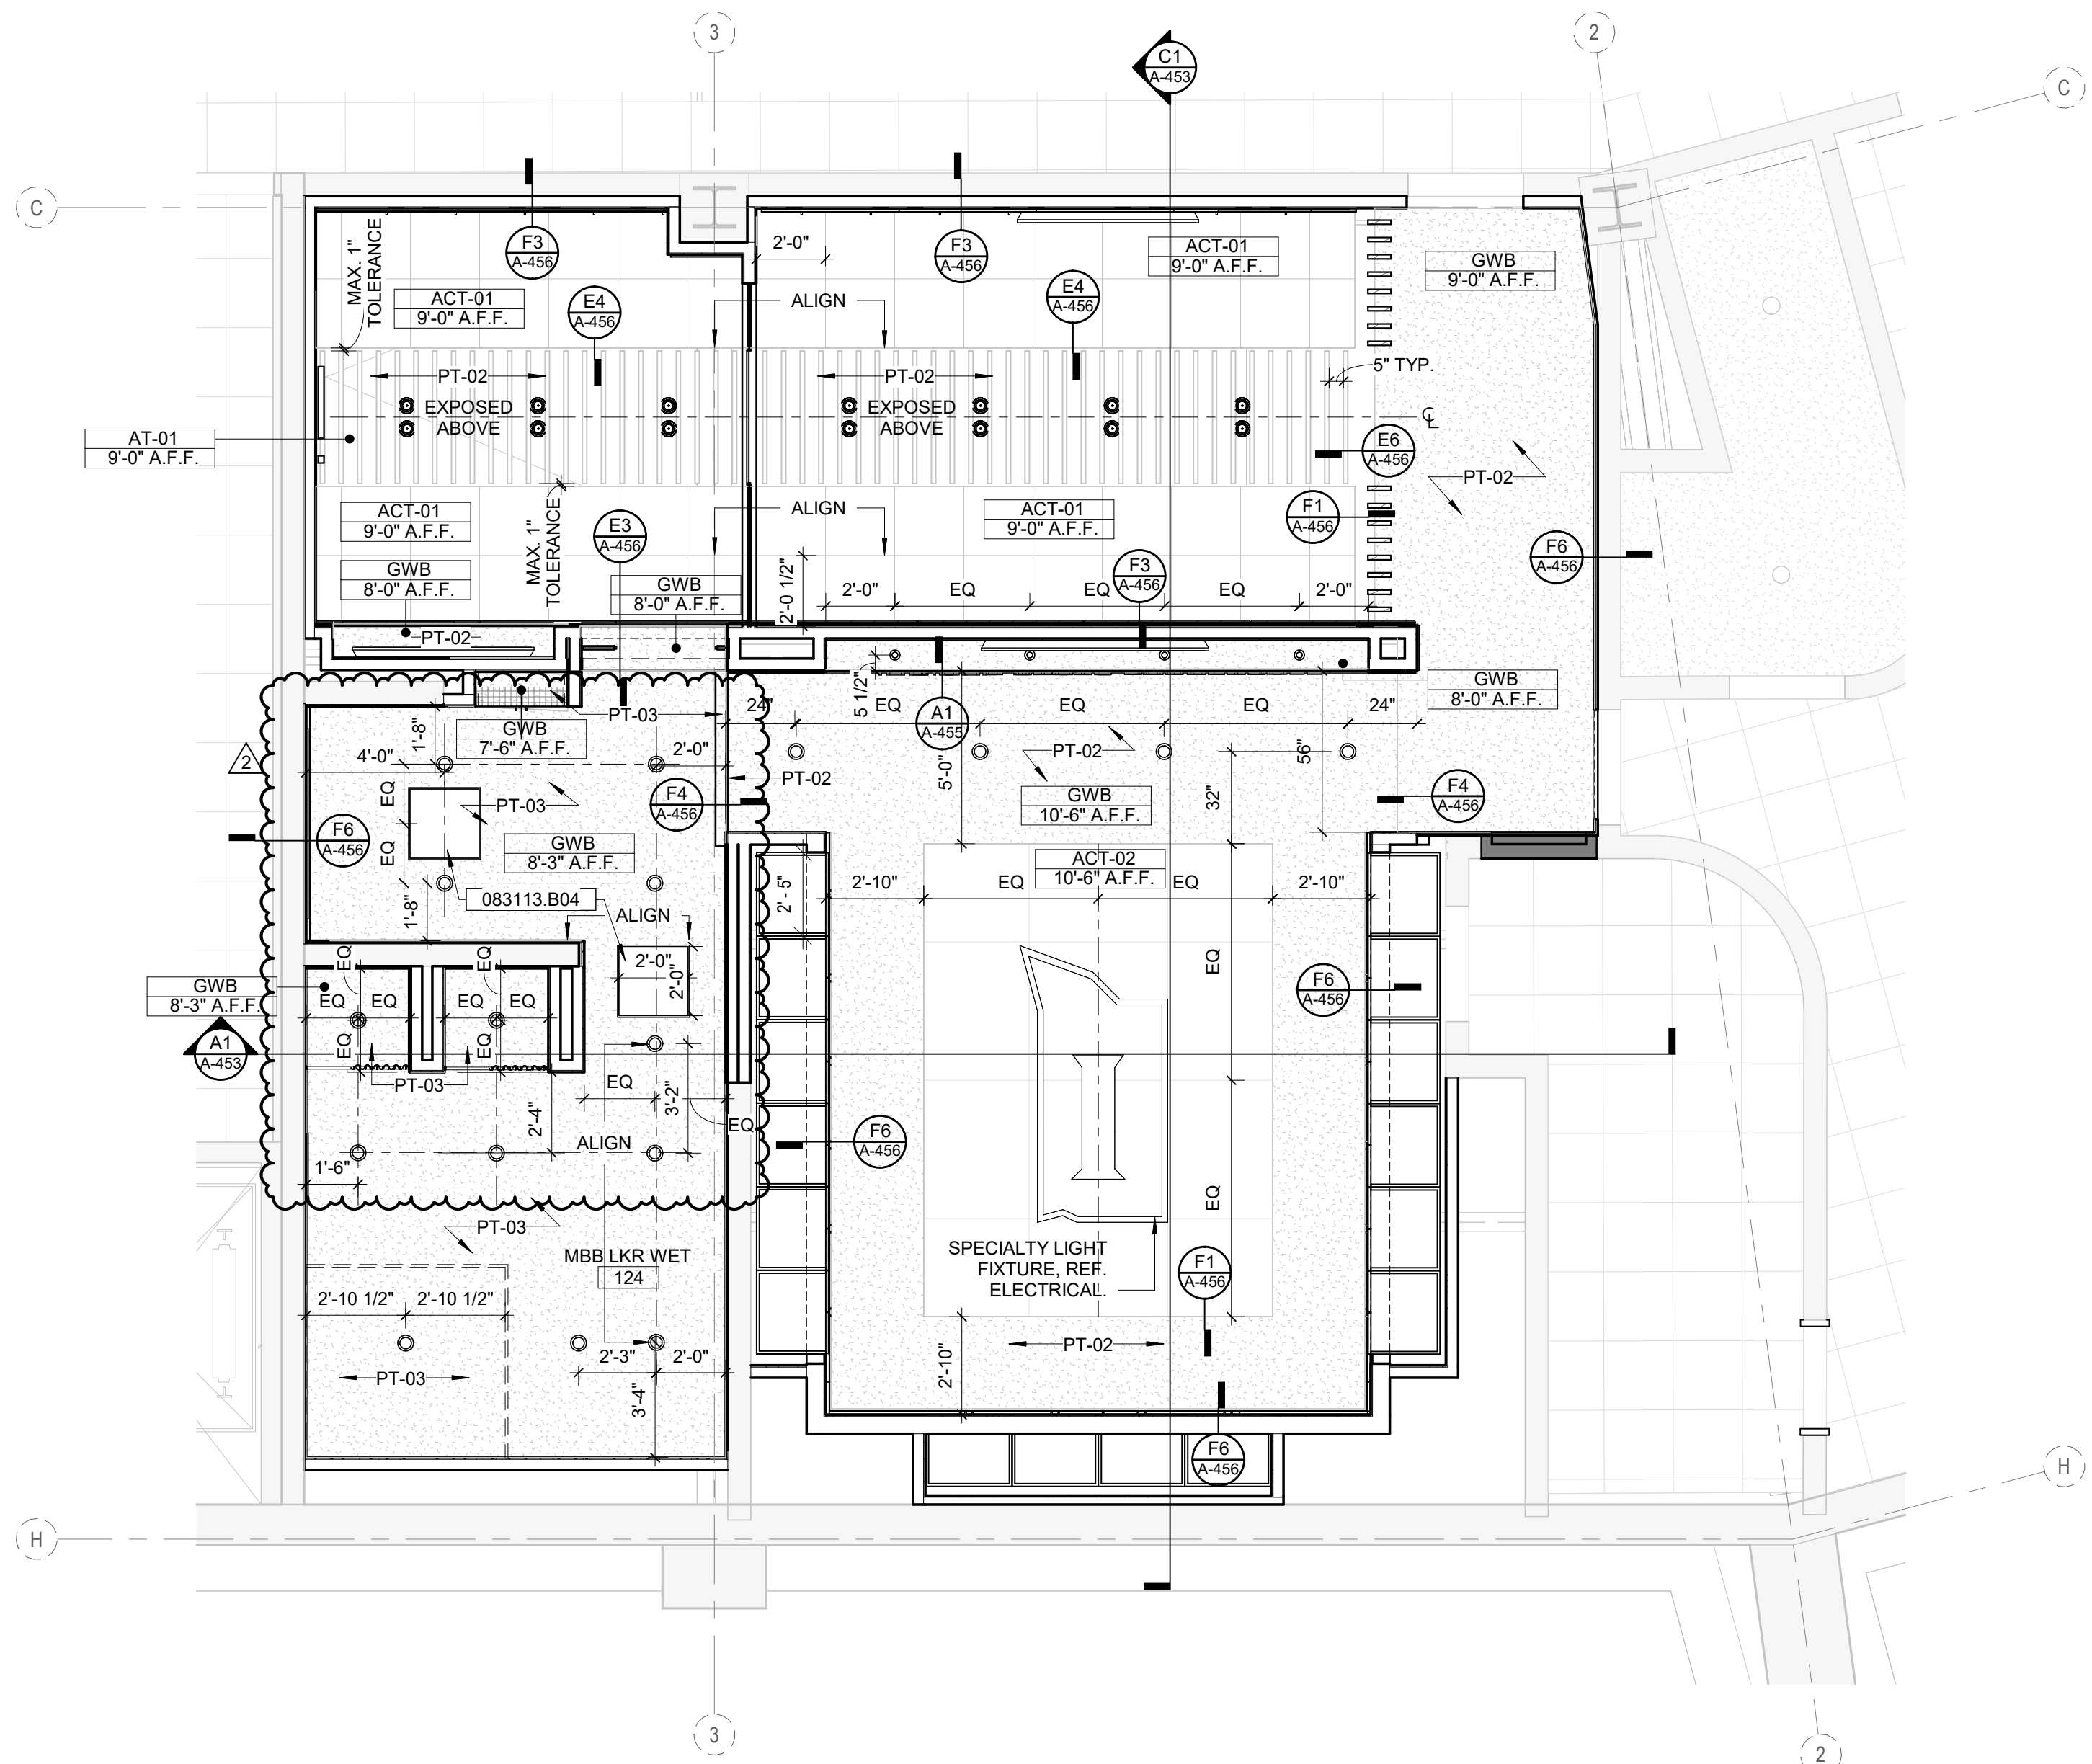 3
C1
A-453
2
C
C
F3
A-456
F3
A-456
2'-0"
ACT-01
9'-0" A.F.F.
GWB
9'-0" A.F.F.
MAX. 1"
TOLERANCE
ACT-01
9'-0" A.F.F.
E4
A-456
ALIGN
E4
A-456
5" TYP.
PT-02
EXPOSED
ABOVE
PT-02
EXPOSED
ABOVE
CL
AT-01
9'-0" A.F.F.
E6
A-456
PT-02
ACT-01
9'-0" A.F.F.
MAX. 1"
TOLERANCE
E3
A-456
ALIGN
ACT-01
9'-0" A.F.F.
F1
A-456
F6
A-456
GWB
8'-0" A.F.F.
GWB
8'-0" A.F.F.
2'-0 1/2"
2'-0"
EQ
EQ
F3
A-456
EQ
2'-0"
PT-02
5 1/2"
GWB
8'-0" A.F.F.
PT-03
24"
EQ
A1
A-455
EQ
EQ
24"
GWB
7'-6" A.F.F.
1'-8"
2
4'-0"
2'-0"
PT-02
5'-0"
PT-02
56"
EQ
PT-03
F4
A-456
GWB
10'-6" A.F.F.
32"
F4
A-456
F6
A-456
EQ
GWB
8'-3" A.F.F.
ACT-02
10'-6" A.F.F.
2'- 5"
2'-10"
EQ
EQ
2'-10"
083113.B04
1'-8"
ALIGN
EQ
EQ
2'-0"
2'-0"
EQ
F6
A-456
GWB
8'-3" A.F.F.
EQ
EQ
EQ
EQ
A1
A-453
EQ
EQ
PT-03
EQ
3'-2"
2'-4"
EQ
ALIGN
F6
A-456
1'-6"
EQ
PT-03
MBB LKR WET
124
SPECIALTY LIGHT
FIXTURE, REF.
ELECTRICAL.
F1
A-456
2'-10 1/2"
2'-10 1/2"
PT-02
2'-3"
2'-0"
2'-10"
PT-03
3'-4"
F6
A-456
H
H
3
2